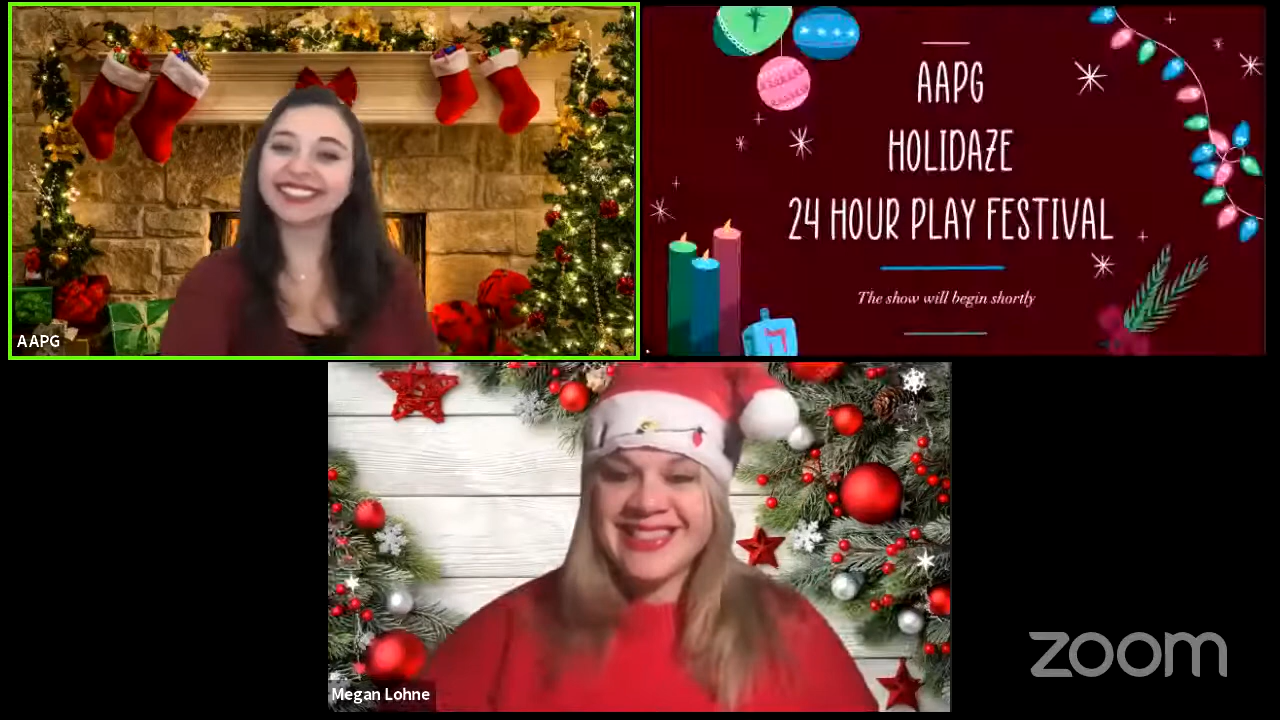 AAPG
HOLIDAZE
24 HOUR PLAY FESTIVAL
The show will begin shortly
ה
AAPG
Megan Lohne
zoom